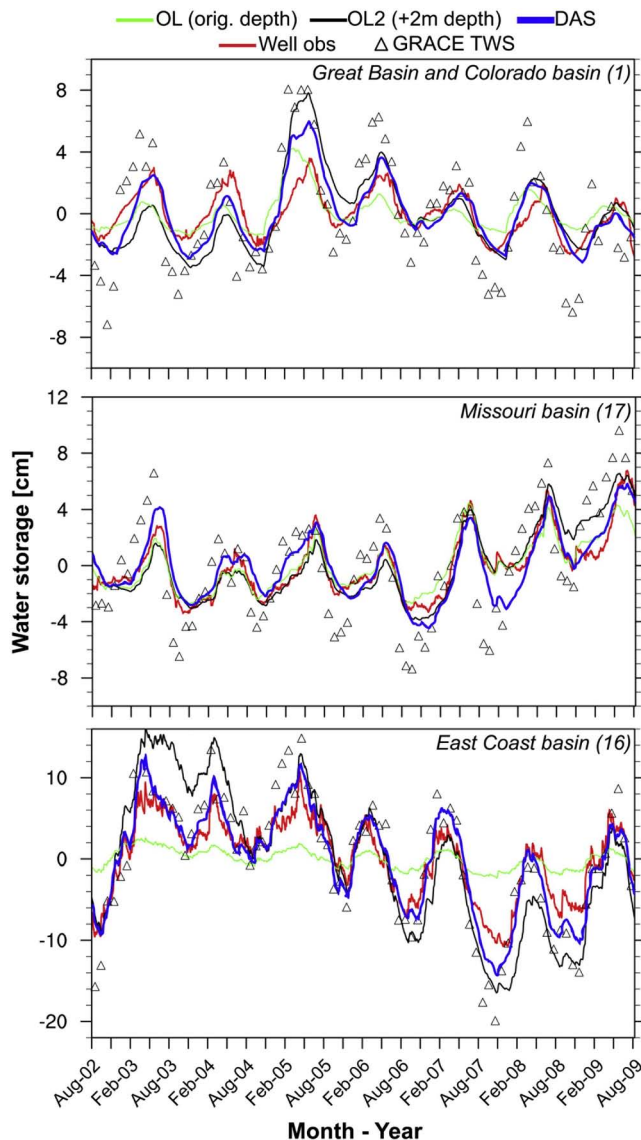 OL (orig. depth) OL2 (+2m depth) DAS
Well obs GRACE TWS
Great Basin and Colorado basin (1)
8
4
0
-4
-8
Missouri basin (17)
12
8
4
0
-4
-8
Water storage [cm]
East Coast basin (16)
10
0
-10
-20
Aug-02 Feb-03 Aug-03 Feb-04 Aug-04 Feb-05 Aug-05 Feb-06 Aug-06 Feb-07 Aug-07 Feb-08 Aug-08 Feb-09 Aug-09
Month - Year